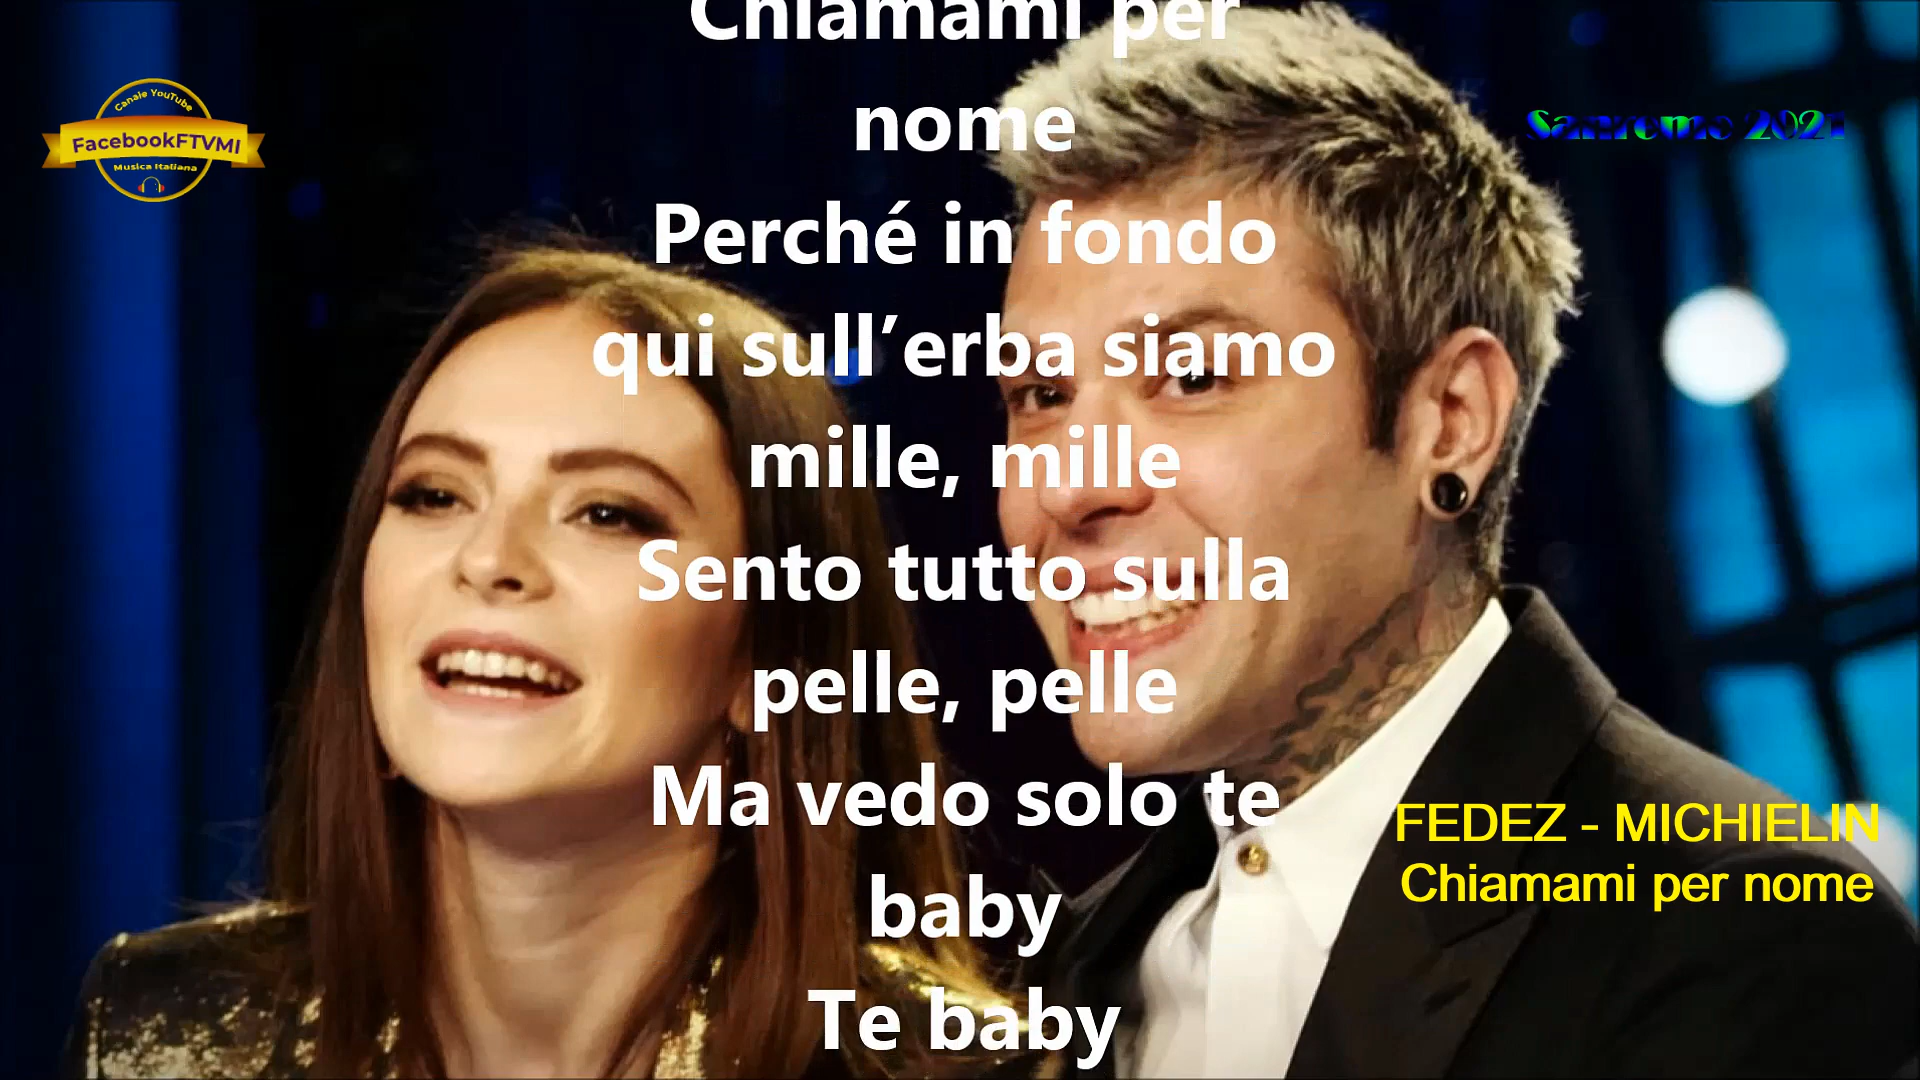 Chiamami per
nome
Perché in fondo
qui sull’erba siamo
mille, mille
Sento tutto sulla
pelle, pelle
Ma vedo solo te
baby
Te baby
Canale YouTube
FacebookFTVMI
Musica Italiana
Sanremo 2021
FEDEZ - MICHIELIN
Chiamami per nome